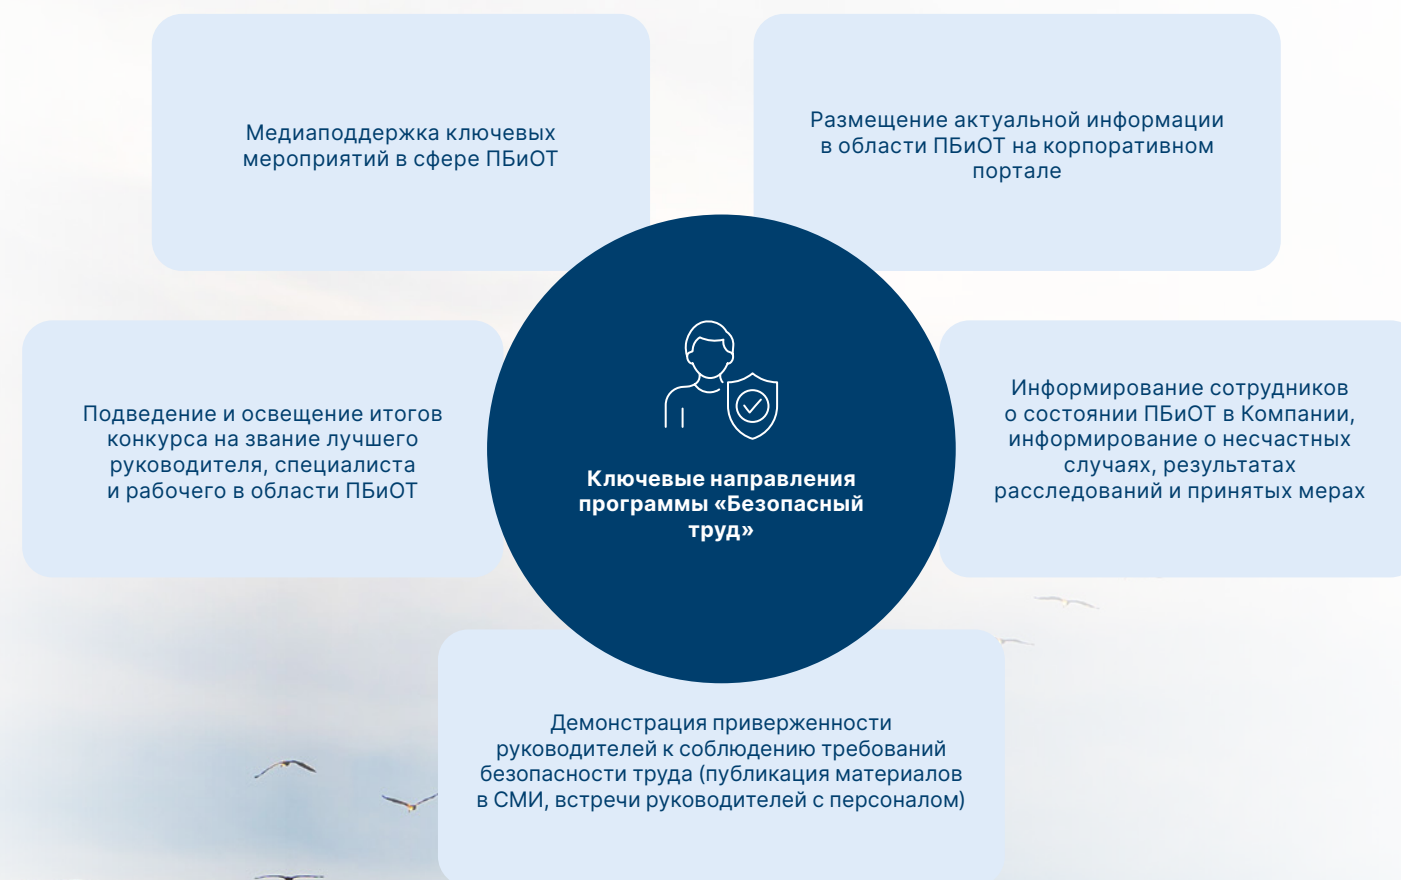 Медиаподдержка ключевых
мероприятий в сфере ПБиОТ
Размещение актуальной информации
в области ПБиОТ на корпоративном
портале
Подведение и освещение итогов
конкурса на звание лучшего
руководителя, специалиста
и рабочего в области ПБиОТ
Ключевые направления
программы «Безопасный
труд»
Информирование сотрудников
о состоянии ПБиОТ в Компании,
информирование о несчастных
случаях, результатах
расследований и принятых мерах
Демонстрация приверженности
руководителей к соблюдению требований
безопасности труда (публикация материалов
в СМИ, встречи руководителей с персоналом)